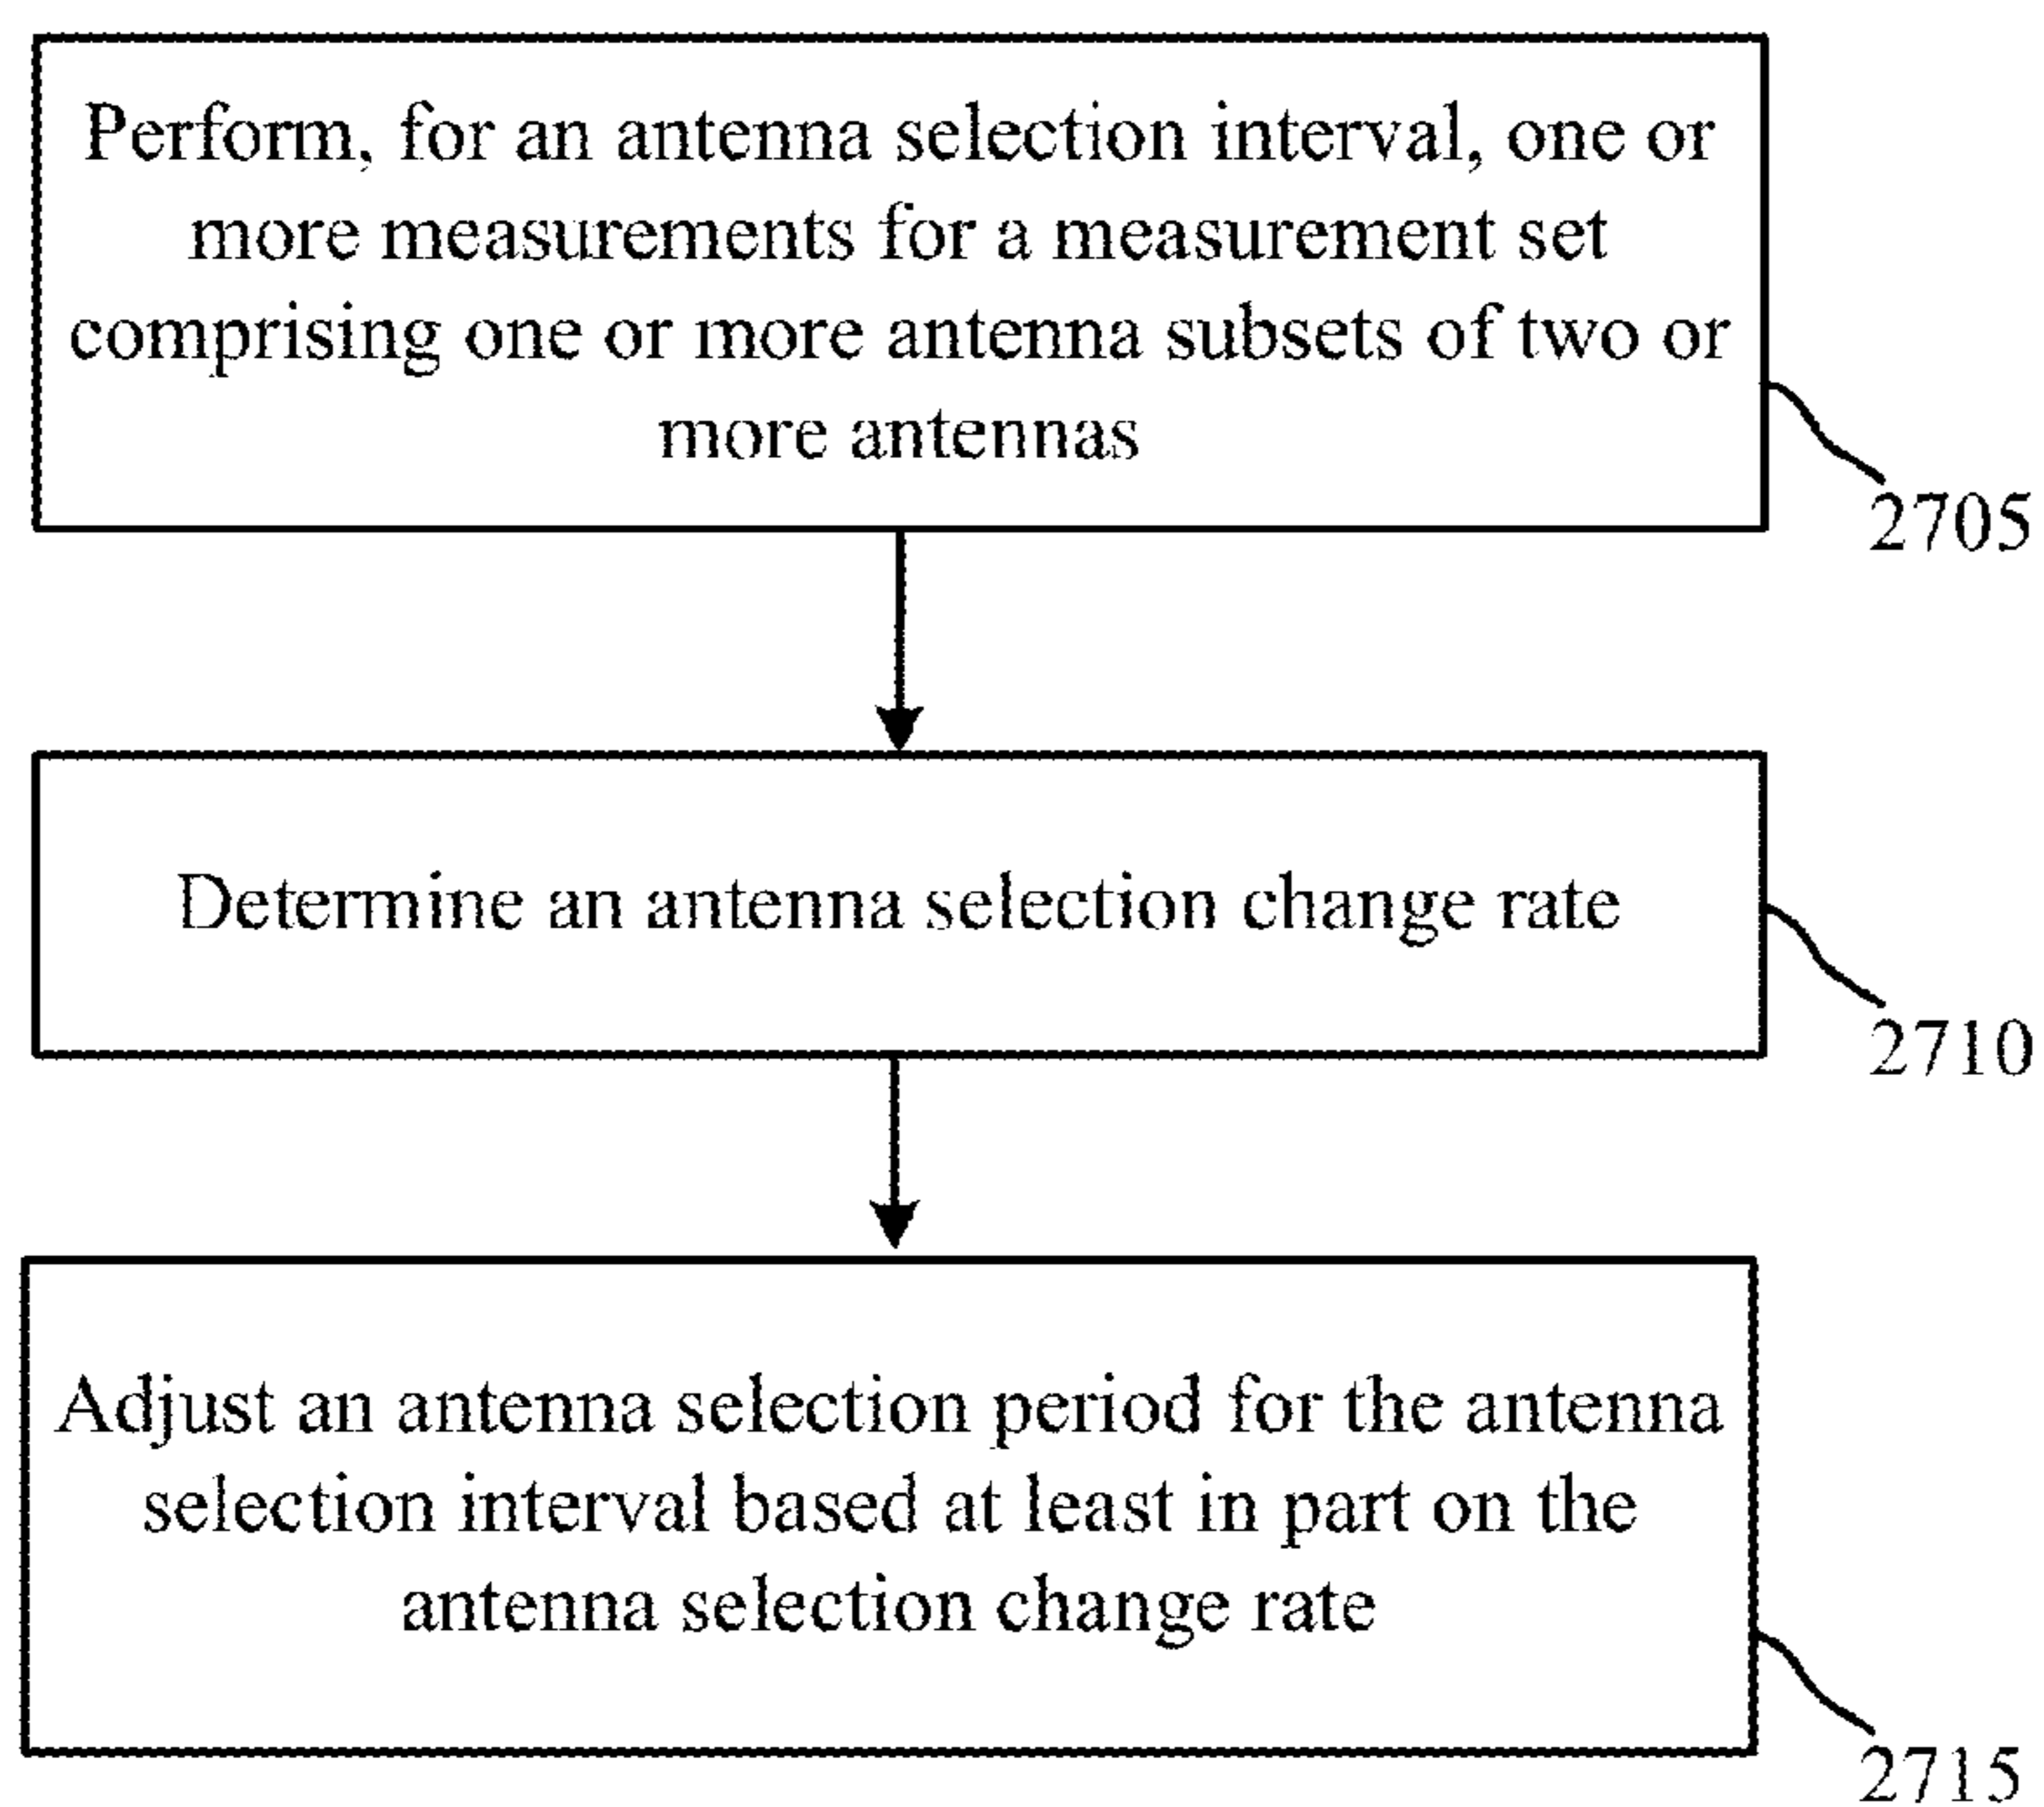 Perform, for an antenna selection interval, one or
more measurements for a measurement set
comprising one or more antenna subsets of two or
more antennas
2705
Determine an antenna selection change rate
2710
Adjust an antenna selection period for the antenna
selection interval based at least in part on the
antenna selection change rate
2715